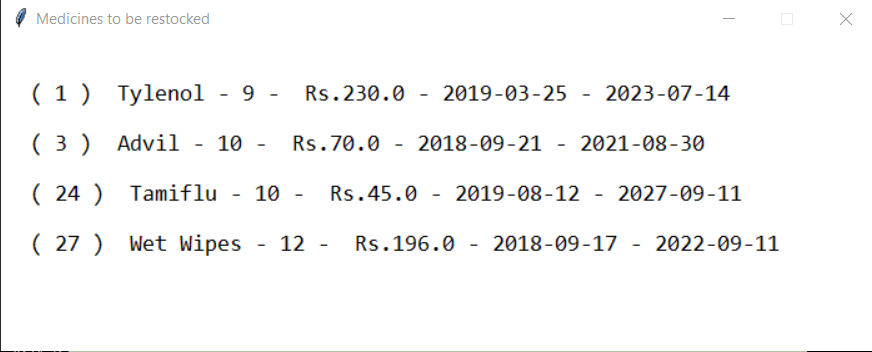 Medicines to be restocked
( 1 )  Tylenol - 9 -  Rs.230.0 - 2019-03-25 - 2023-07-14
( 3 )  Advil - 10 -  Rs.70.0 - 2018-09-21 - 2021-08-30
( 24 )  Tamiflu - 10 -  Rs.45.0 - 2019-08-12 - 2027-09-11
( 27 )  Wet Wipes - 12 -  Rs.196.0 - 2018-09-17 - 2022-09-11